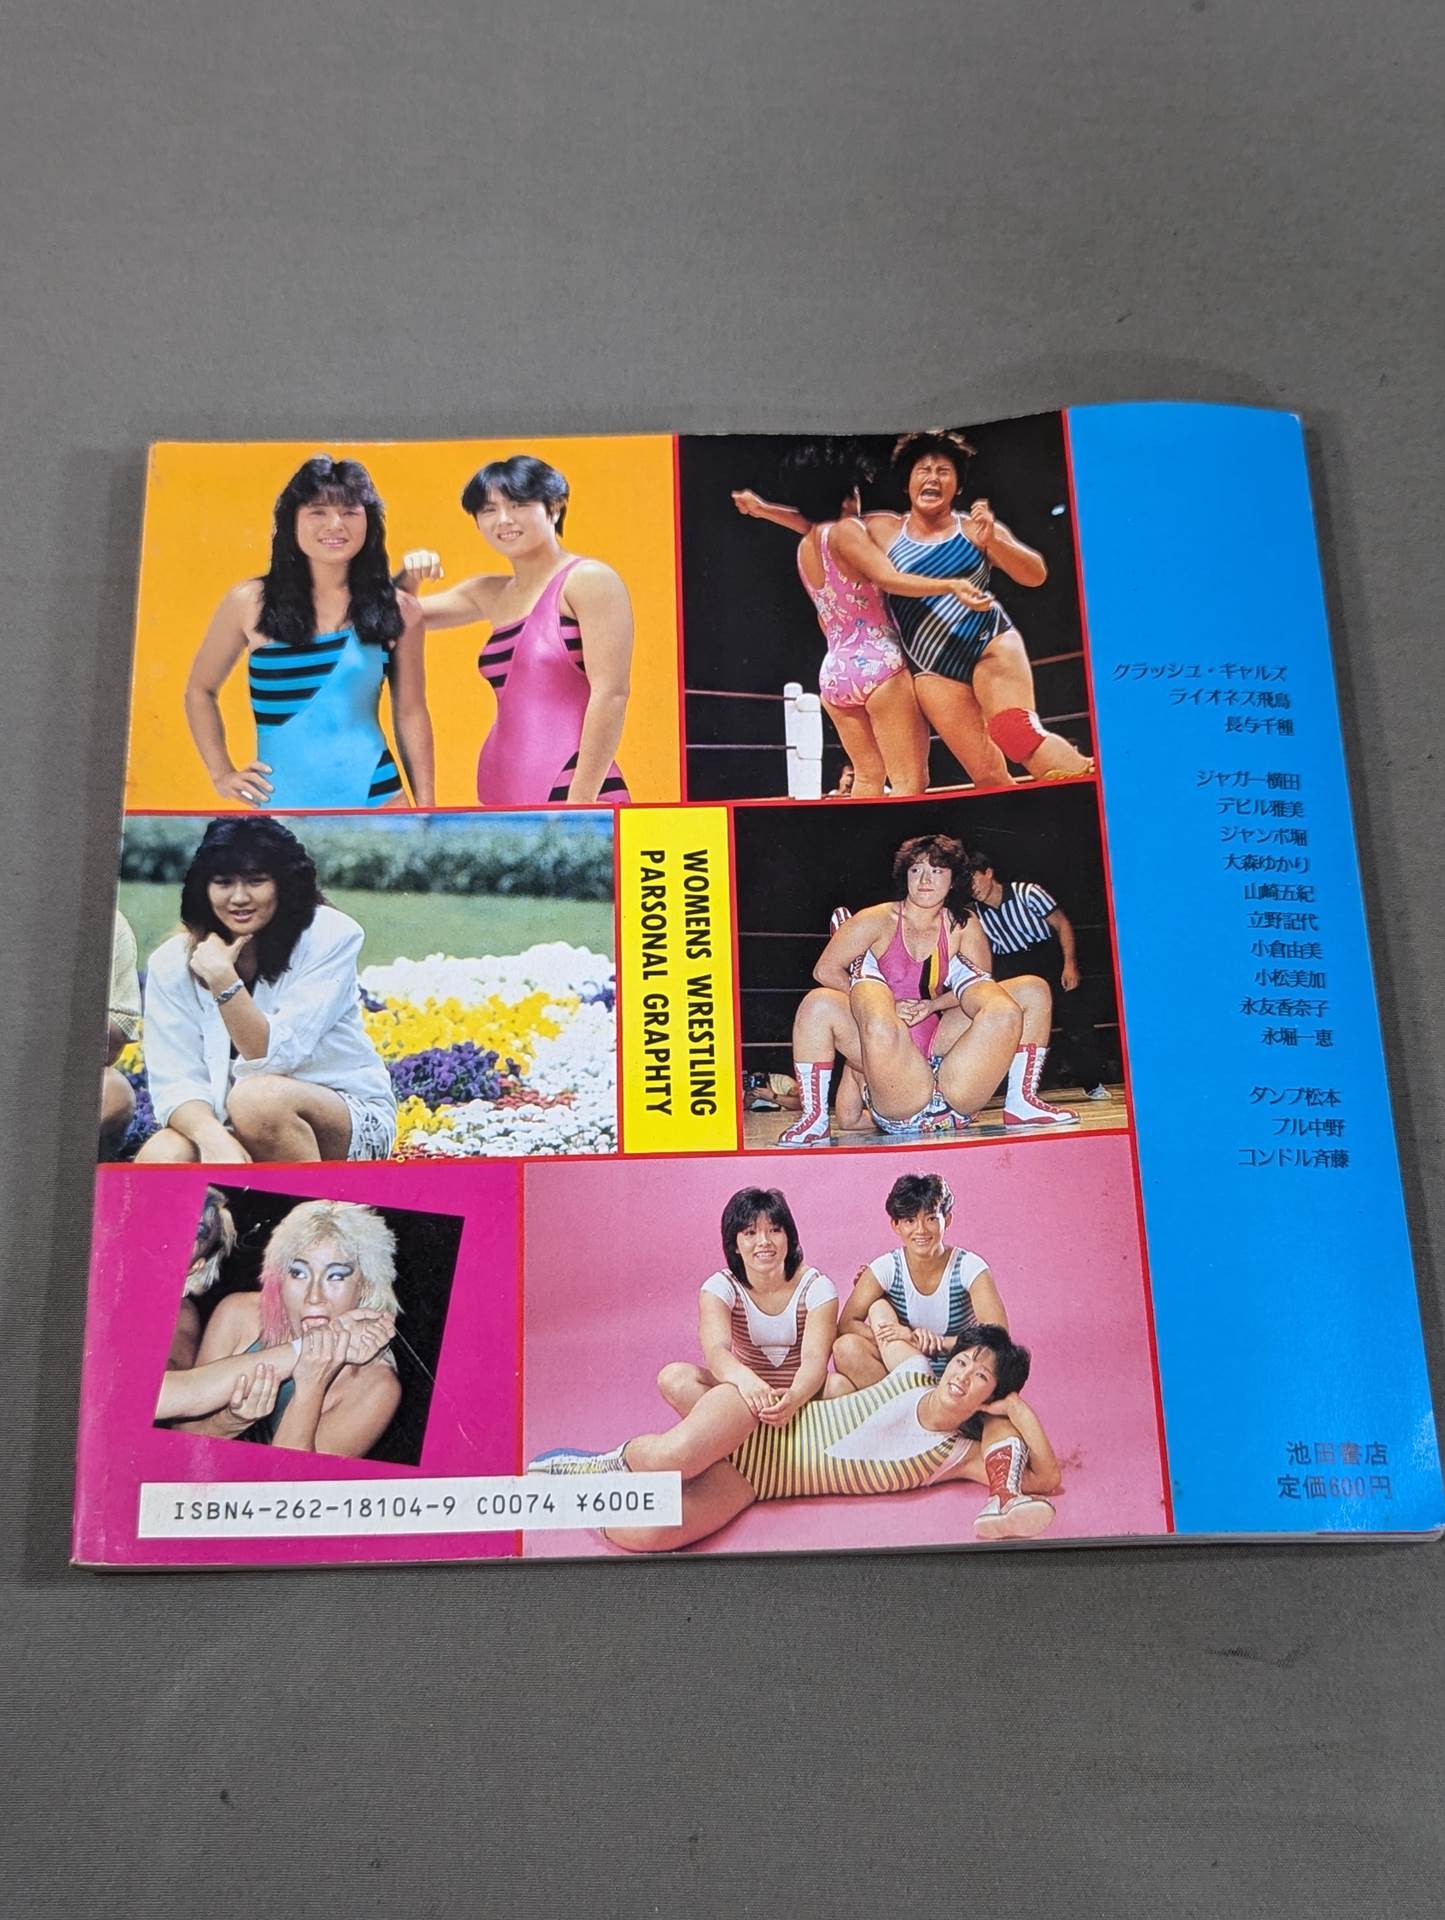 クラッシュ・ギャルズ
ライオネス飛鳥
長与千種
ジャガー横田
デビル雅美
ジャンボ堀
大森ゆかり
山崎五紀
立野記代
小倉由美
小松美加
永友香奈子
永堀一恵
ダンプ松本
ブル中野
コンドル斉藤
WOMENS WRESTLING
PARSONAL GRAPHTY
ISBN4-262-18104-9 C0074 ¥600E
池田書店
定価600円